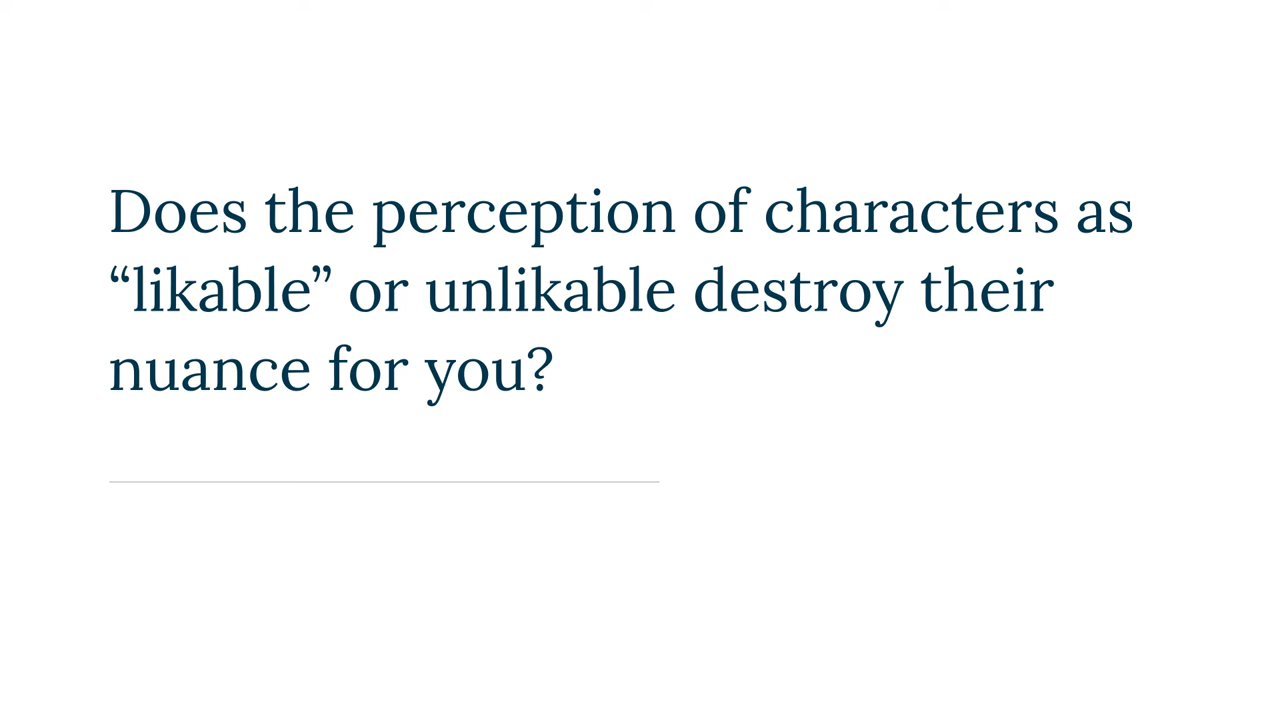 Does the perception of characters as
“likable” or unlikable destroy their
nuance for you?